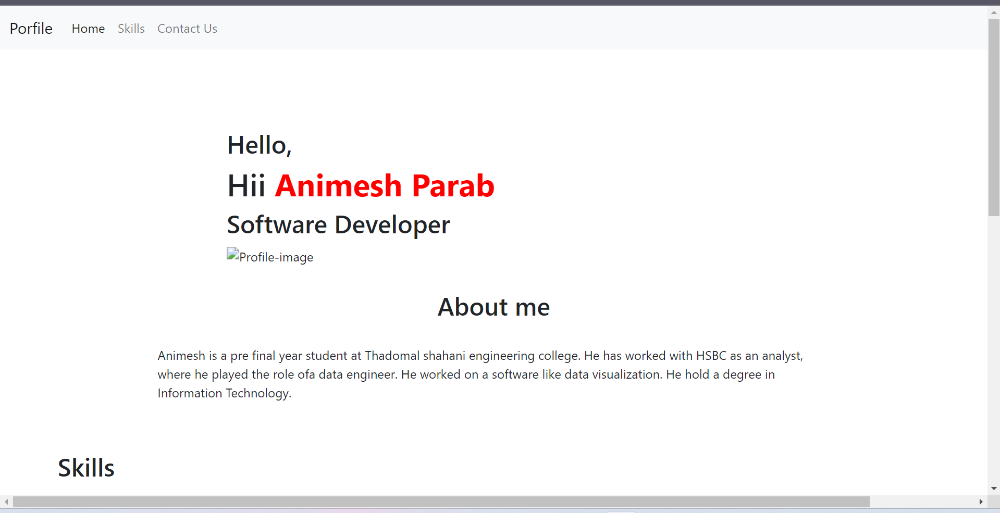 Porfile Home Skills Contact Us
Hello,
Hii Animesh Parab
Software Developer
Profile-image
About me
Animesh is a pre final year student at Thadomal shahani engineering college. He has worked with HSBC as an analyst,
where he played the role ofa data engineer. He worked on a software like data visualization. He hold a degree in
Information Technology.
Skills